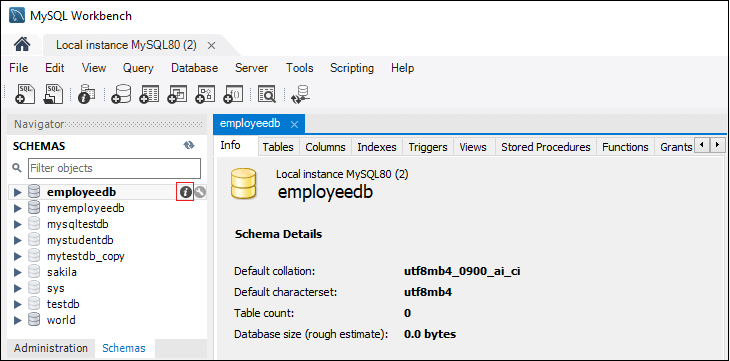 MySQL Workbench
Local instance MySQL80 (2) ×
File Edit View Query Database Server Tools Scripting Help
SQL SQL
Navigator
SCHEMAS
Filter objects
employeedb
myemployeedb
mysqltestdb
mystudentdb
mytestdb_copy
sakila
sys
testdb
world
Administration Schemas
employeedb ×
Info Tables Columns Indexes Triggers Views Stored Procedures Functions Grants
Local instance MySQL80 (2)
employeedb
Schema Details
Default collation: utf8mb4_0900_ai_ci
Default characterset: utf8mb4
Table count: 0
Database size (rough estimate): 0.0 bytes